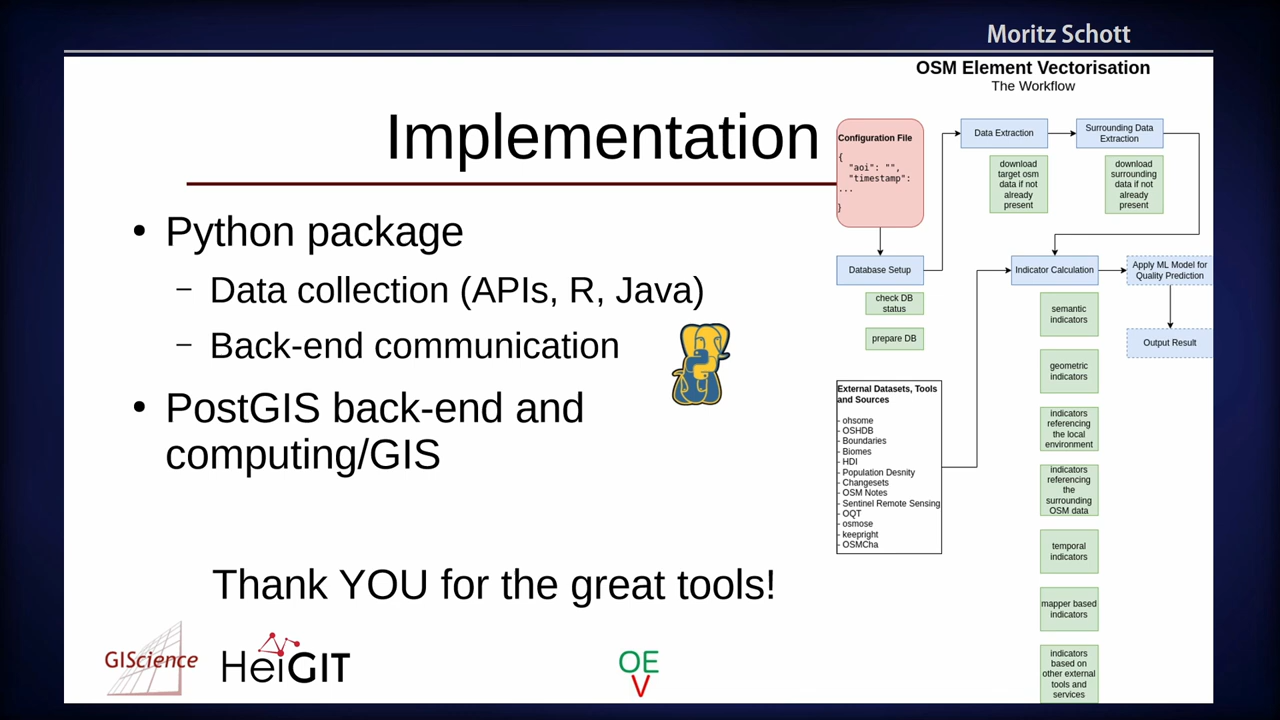 Moritz Schott
OSM Element Vectorisation
The Workflow
Implementation
• Python package
– Data collection (APIs, R, Java)
– Back-end communication
• PostGIS back-end and
computing/GIS
Thank YOU for the great tools!
GIScience
HeiGIT
OE
V
Configuration File
{
"aoi": "",
"timestamp":
...
}
Database Setup
check DB
status
prepare DB
Data Extraction
download
target osm
data if not
already
present
Surrounding Data
Extraction
download
surrounding
data if not
already
present
Indicator Calculation
semantic
indicators
geometric
indicators
indicators
referencing
the local
environment
indicators
referencing
the
surrounding
OSM data
temporal
indicators
mapper based
indicators
indicators
based on
other external
tools and
services
Apply ML Model for
Quality Prediction
Output Result
External Datasets, Tools
and Sources
- ohsome
- OSHDB
- Boundaries
- Biomes
- HDI
- Population Desnity
- Changesets
- OSM Notes
- Sentinel Remote Sensing
- OQT
- osmose
- keepright
- OSMCha